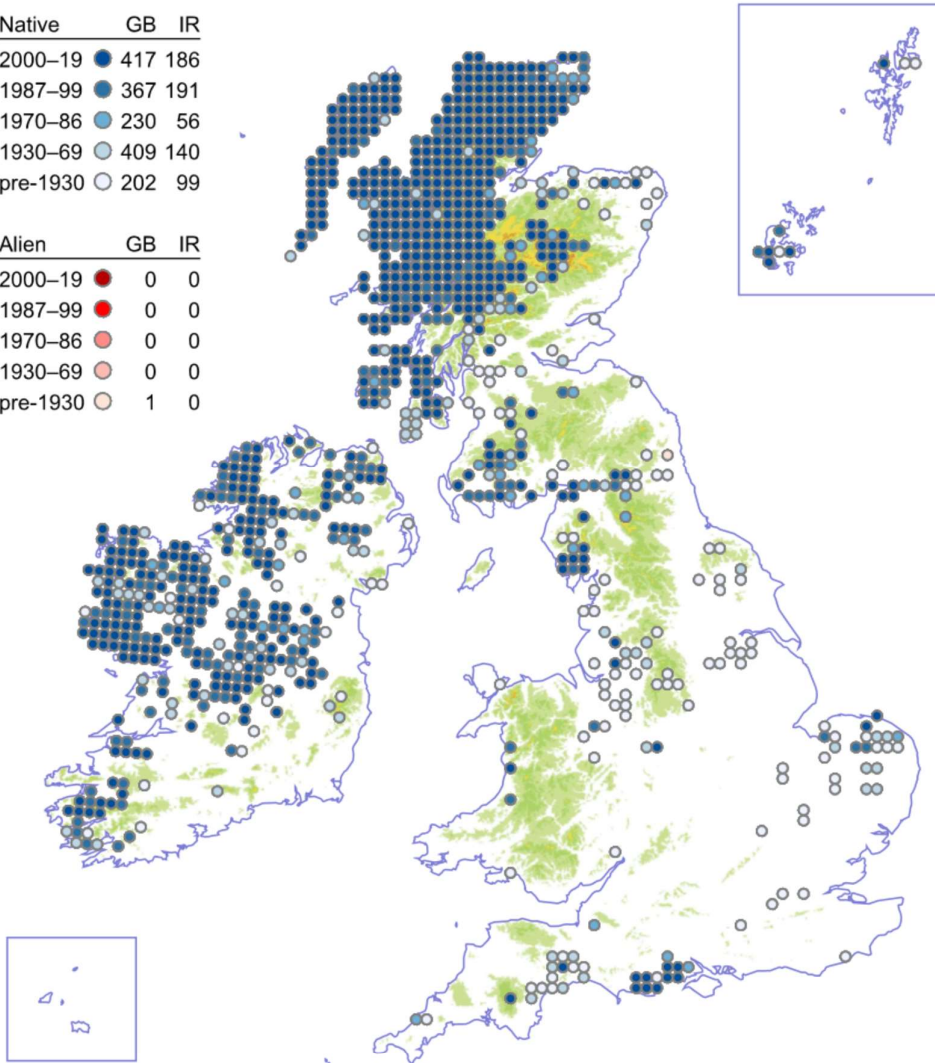 Native GB IR
2000–19 417 186
1987–99 367 191
1970–86 230 56
1930–69 409 140
pre-1930 202 99
Alien GB IR
2000–19 0 0
1987–99 0 0
1970–86 0 0
1930–69 0 0
pre-1930 1 0